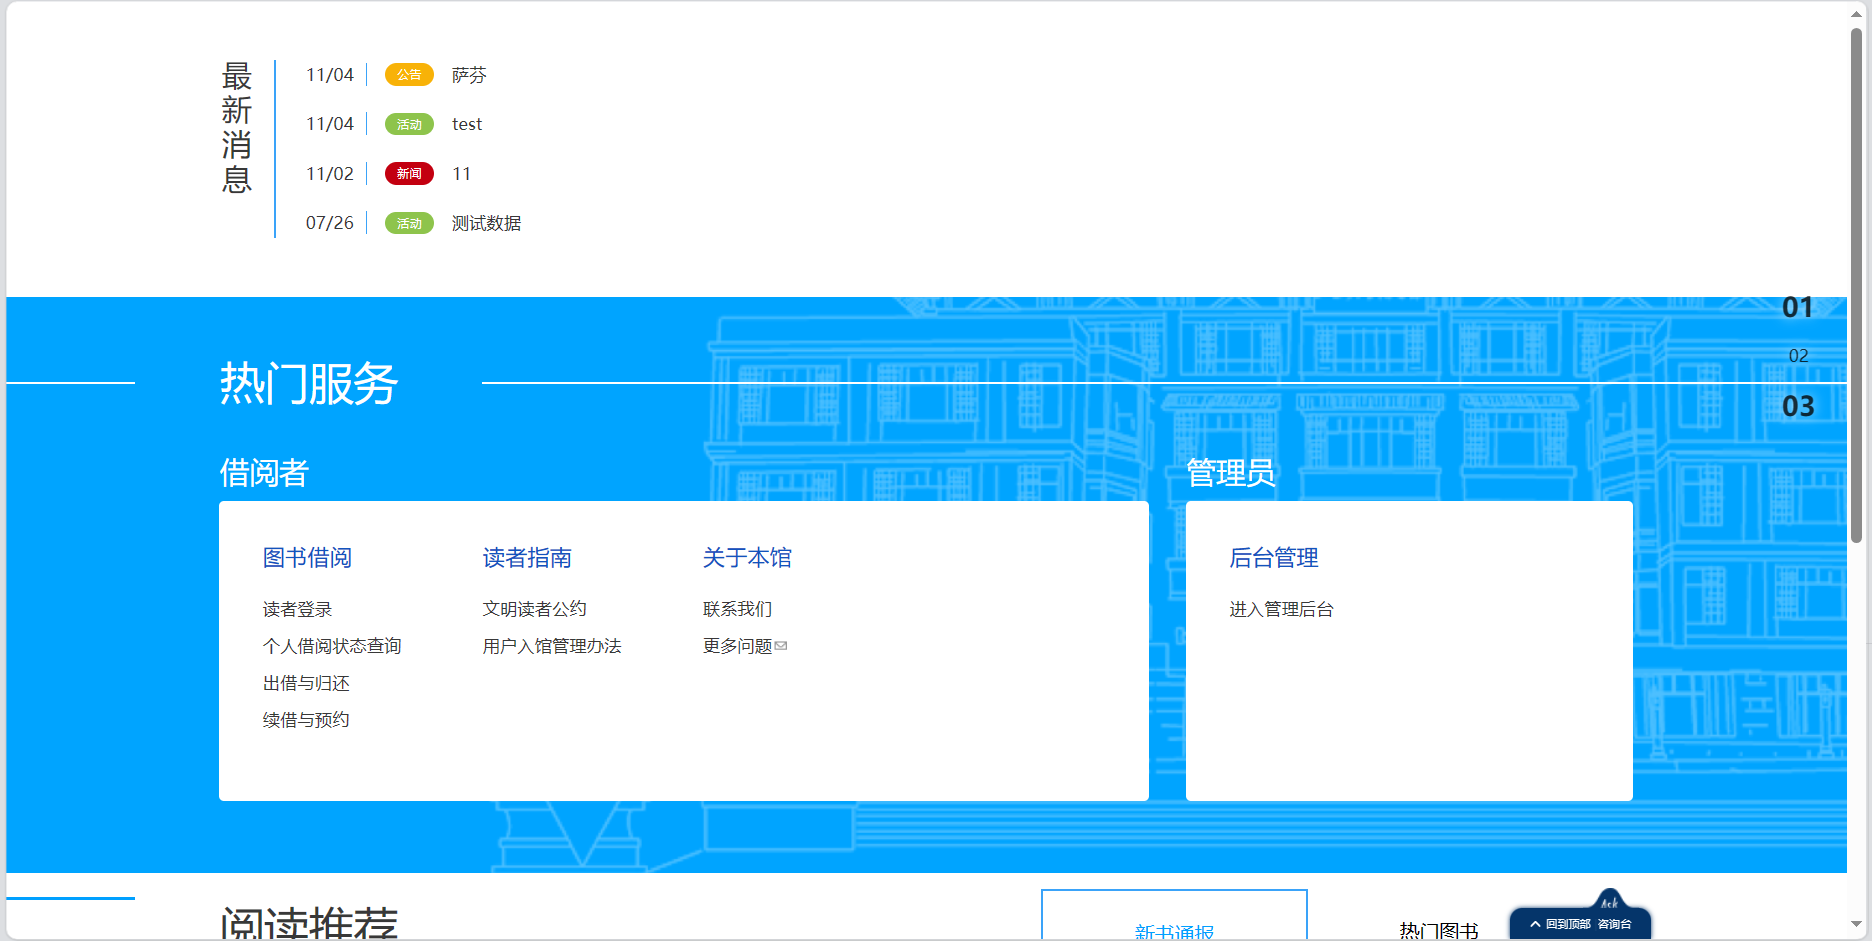 最新消息
11/04 公告 萨芬
11/04 活动 test
11/02 新闻 11
07/26 活动 测试数据
01
02
03
热门服务
借阅者
图书借阅
读者登录
个人借阅状态查询
出借与归还
续借与预约
读者指南
文明读者公约
用户入馆管理办法
关于本馆
联系我们
更多问题
管理员
后台管理
进入管理后台
阅读推荐
新书通报
热门图书
Ask
回到顶部 咨询台